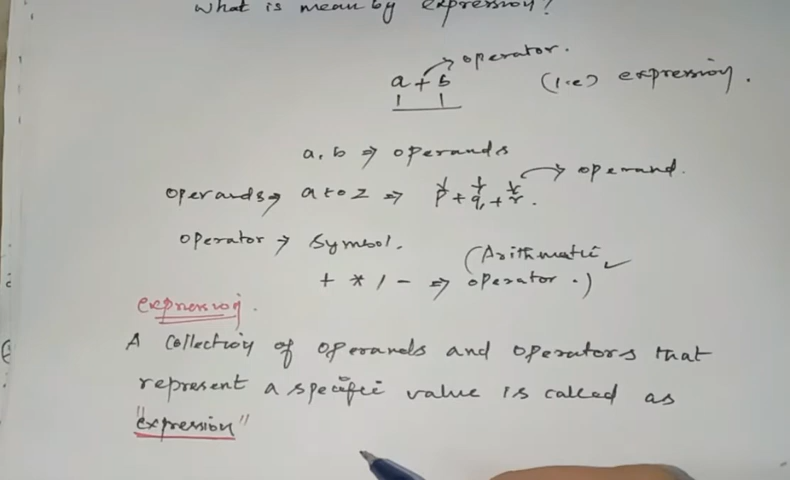 What is mean by expression?
operator.
a + b (i.e) expression.
a, b ⇒ operands
operands ⇒ a to z ⇒ p + q + r. → operand.
operator → Symbol. (Arithmatic
+ * / - ⇒ operator.)
expression.
A collection of operands and operators that
represent a specific value is called as
"expression"